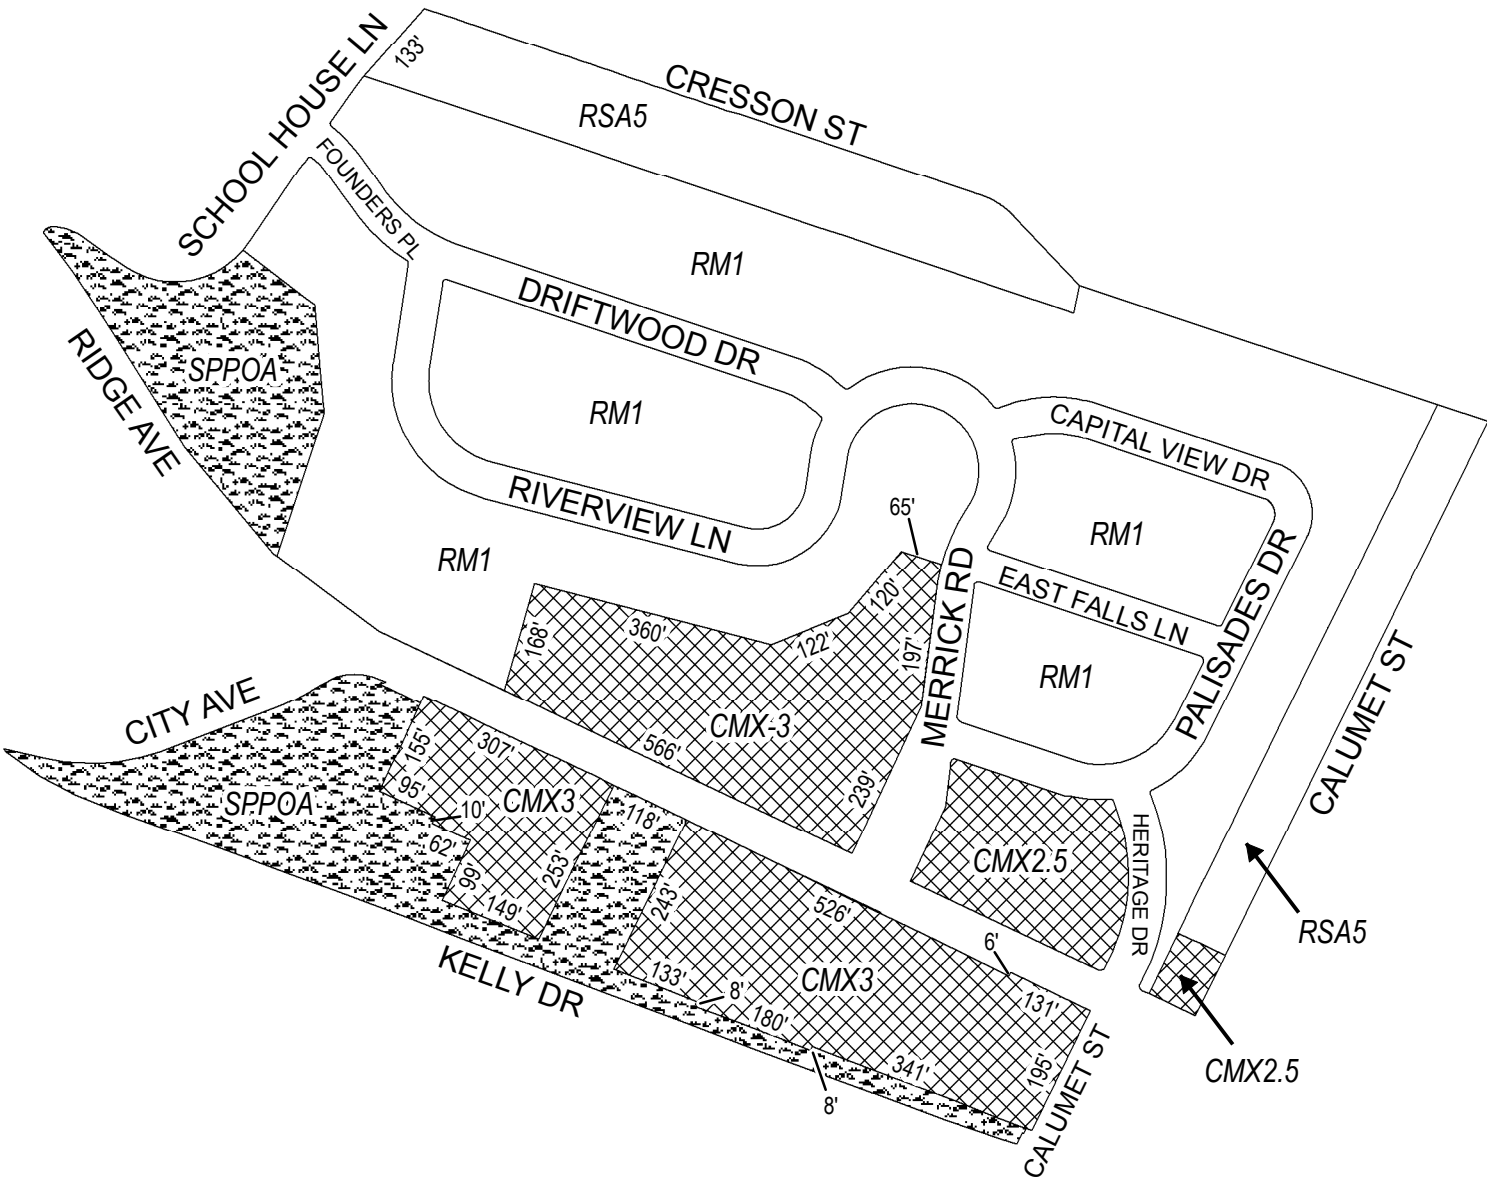 SCHOOL HOUSE LN
133'
CRESSON ST
RSA5
FOUNDERS PL
RM1
DRIFTWOOD DR
RIDGE AVE
SPPOA
RM1
CAPITAL VIEW DR
RIVERVIEW LN
65'
RM1
RM1
MERRICK RD
EAST FALLS LN
PALISADES DR
120'
168'
360'
122'
197'
RM1
CALUMET ST
CITY AVE
CMX-3
566'
239'
155'
307'
95'
10'
CMX3
SPPOA
118'
62'
253'
99'
149'
243'
526'
CMX2.5
HERITAGE DR
RSA5
KELLY DR
6'
133'
8'
CMX3
180'
131'
341'
195'
8'
CALUMET ST
CMX2.5